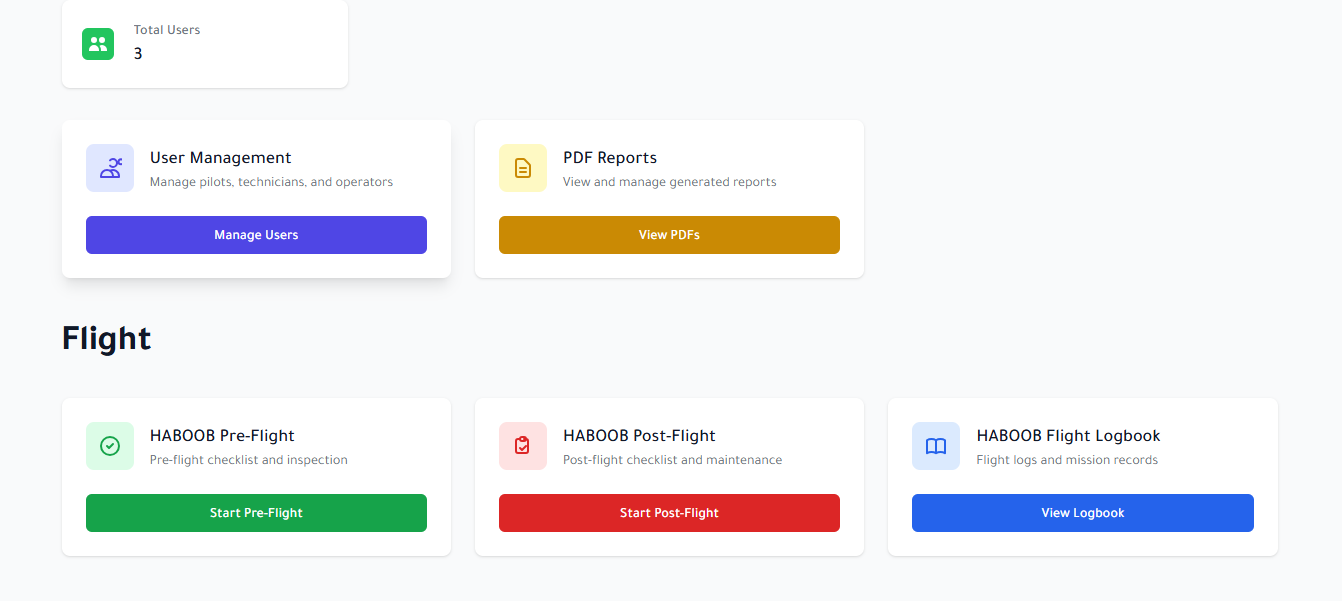 Total Users
3
User Management
Manage pilots, technicians, and operators
Manage Users
PDF Reports
View and manage generated reports
View PDFs
Flight
HABOOB Pre-Flight
Pre-flight checklist and inspection
Start Pre-Flight
HABOOB Post-Flight
Post-flight checklist and maintenance
Start Post-Flight
HABOOB Flight Logbook
Flight logs and mission records
View Logbook